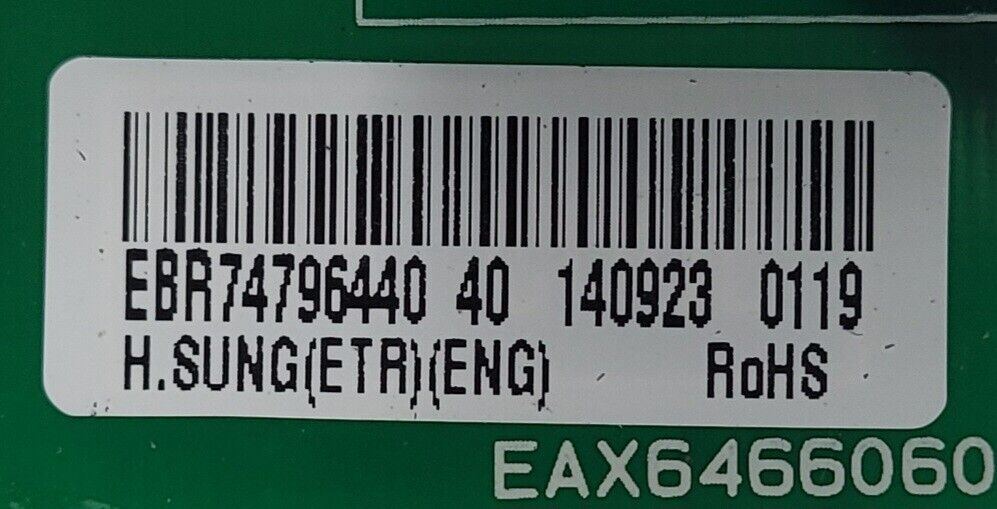 EBR74796440 40 140923 0119
H.SUNG(ETR)(ENG) RoHS
EAX6466060